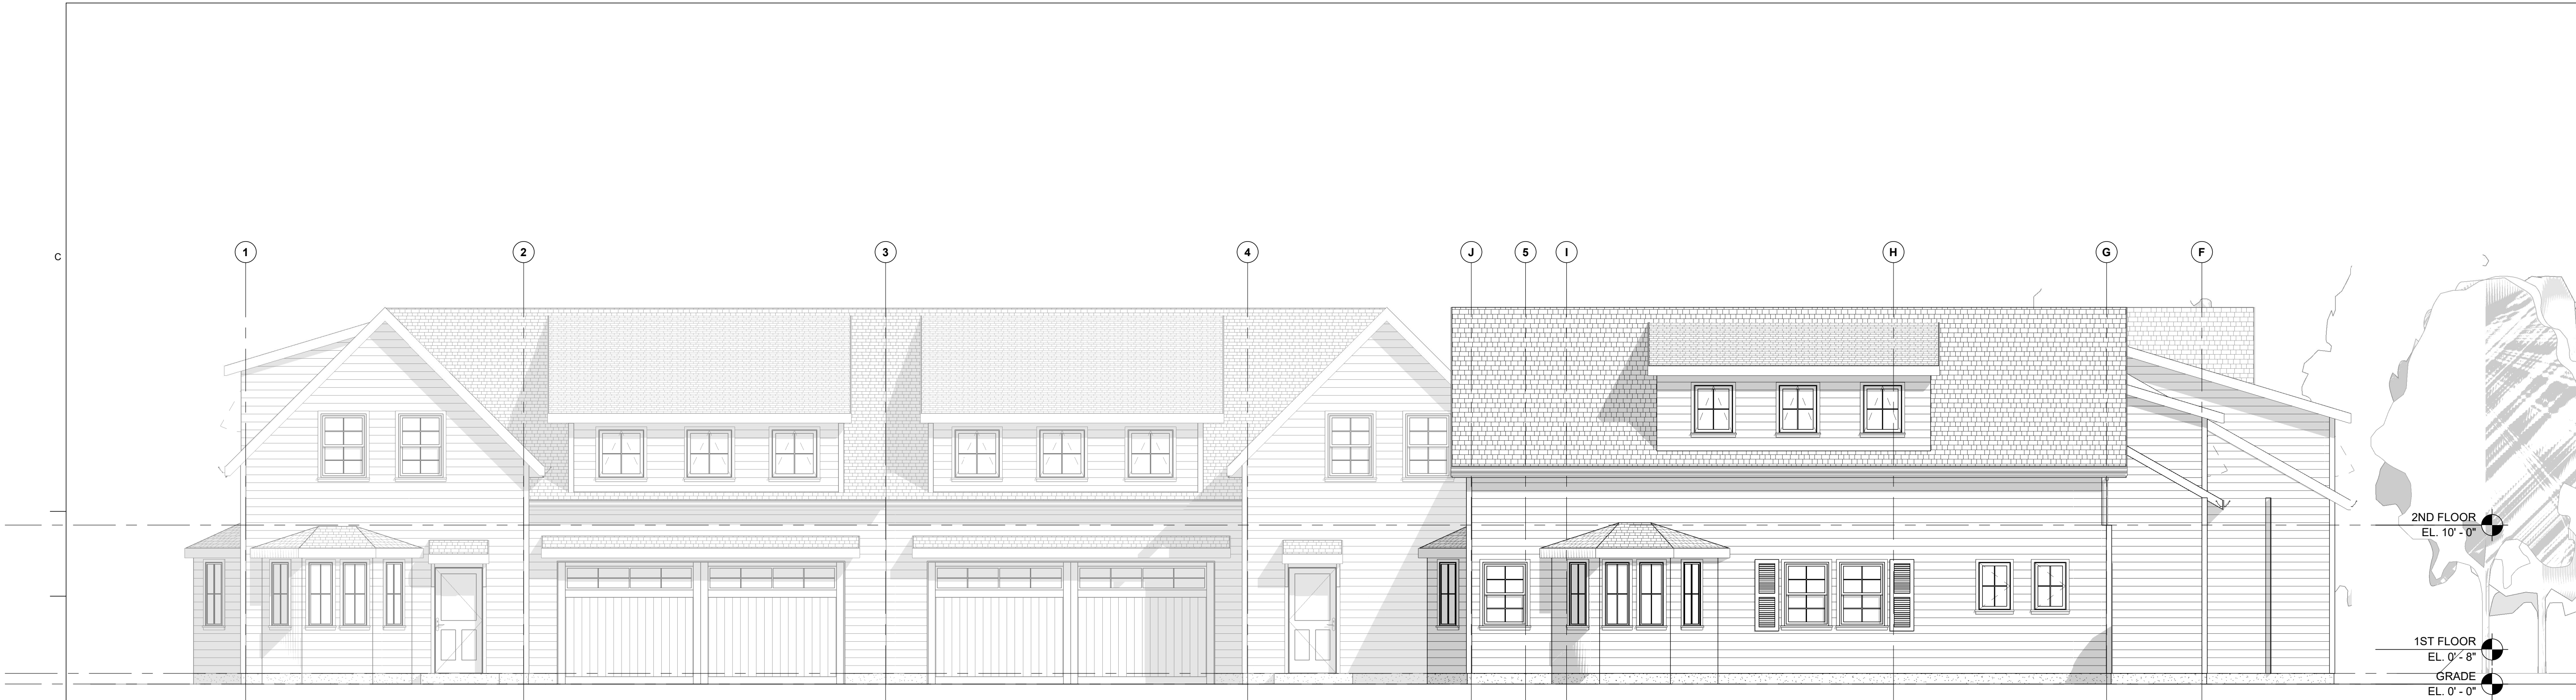 C
1
2
3
4
J
5
I
H
G
F
2ND FLOOR
EL. 10' - 0"
1ST FLOOR
EL. 0' - 8"
GRADE
EL. 0' - 0"